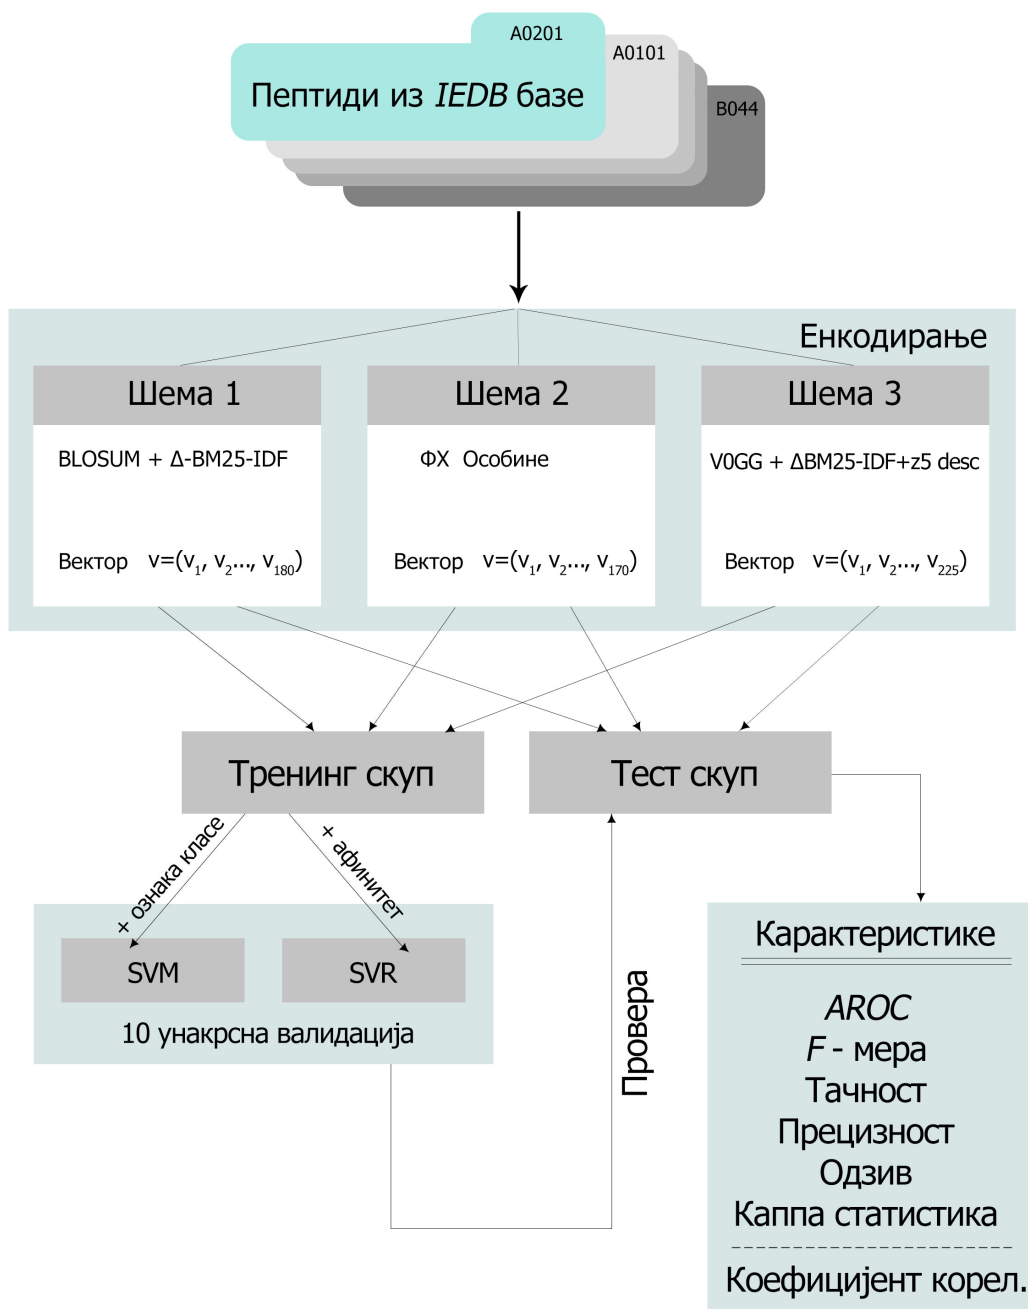 A0201
A0101
B044
Пептиди из IEDB базе
Енкодирање
Шема 1
BLOSUM + Δ-BM25-IDF
Вектор v=(v1, v2..., v180)
Шема 2
ФХ Особине
Вектор v=(v1, v2..., v170)
Шема 3
V0GG + ΔBM25-IDF+z5 desc
Вектор v=(v1, v2..., v225)
Тренинг скуп
Тест скуп
+ ознака класе
+ афинитет
SVM
SVR
10 унакрсна валидација
Провера
Карактеристике
AROC
F - мера
Тачност
Прецизност
Одзив
Каппа статистика
Коефицијент корел.